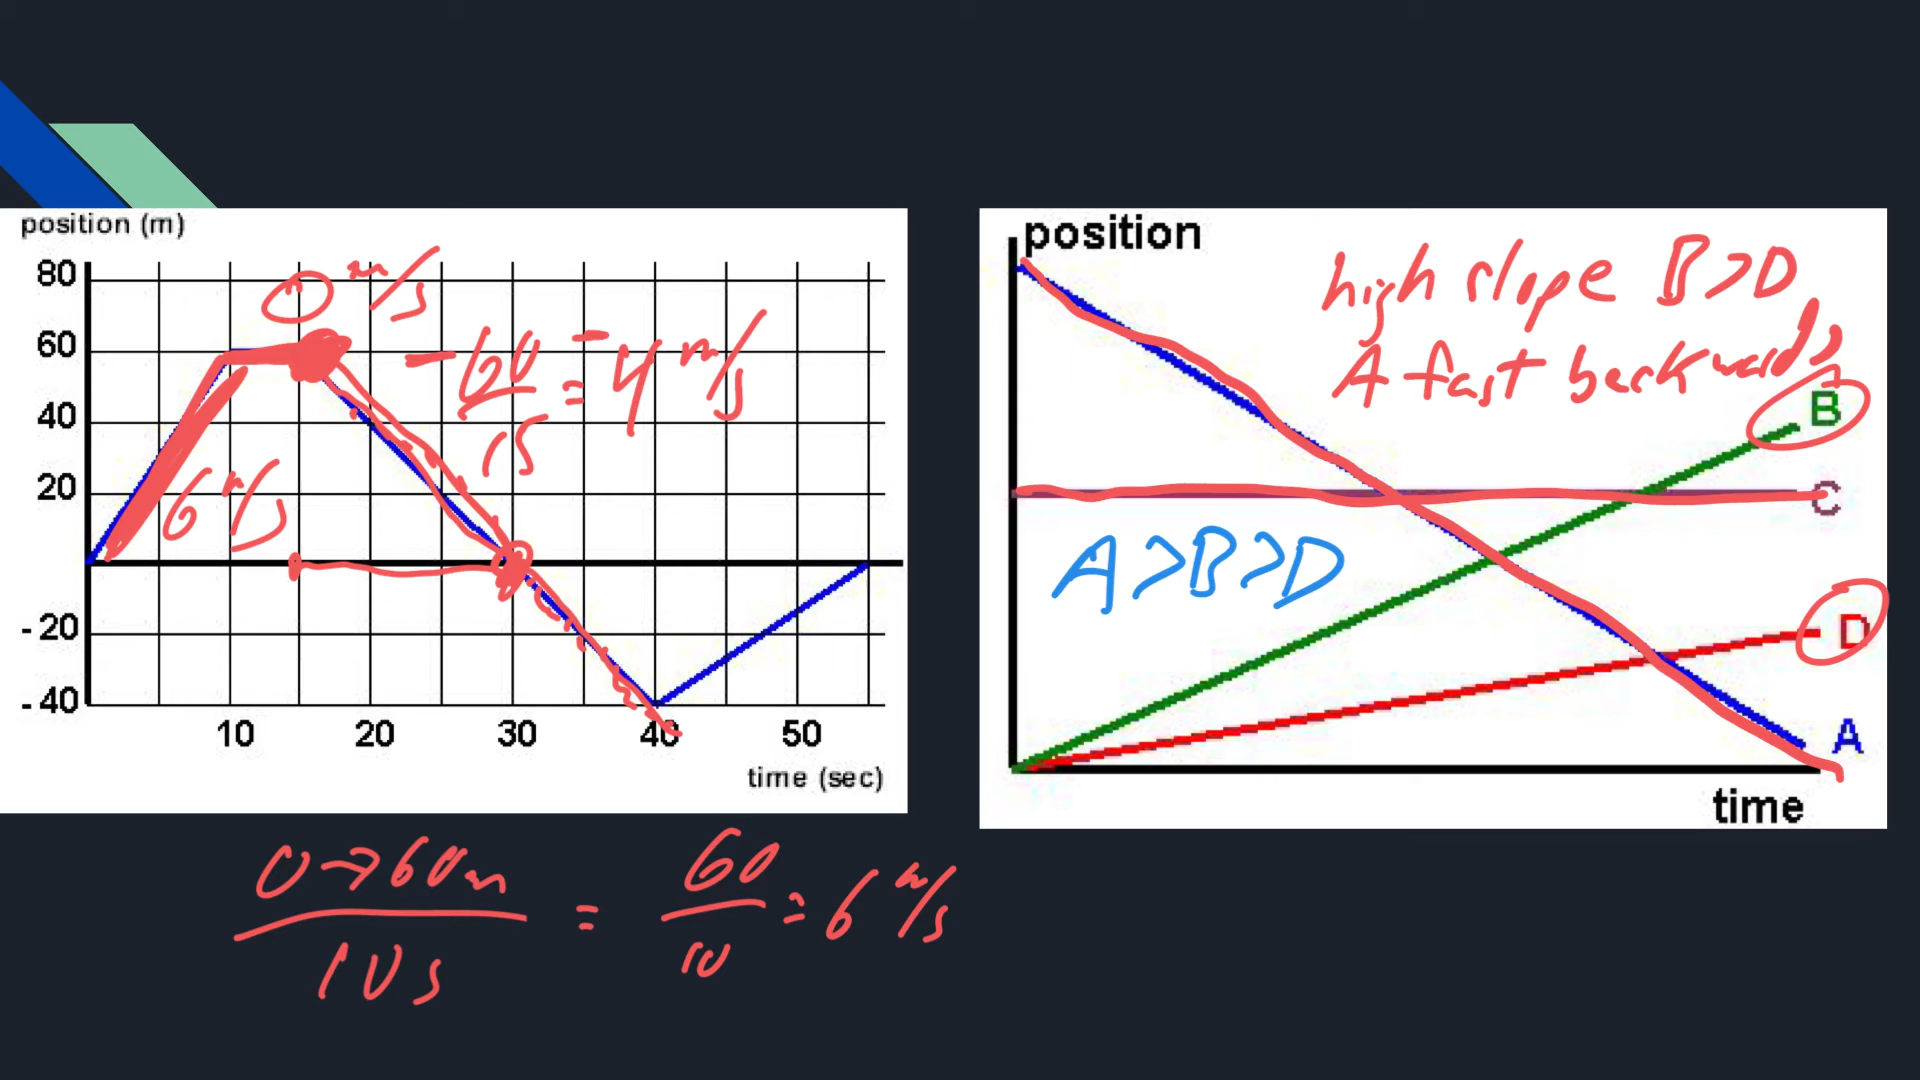 position (m)
80
60
40
20
-20
-40
10 20 30 40 50
time (sec)
0 m/s
-60/15 = -4 m/s
6 m/s
0→60m/10s = 60/10 = 6 m/s
position
high slope B>D
A fast backwards
B
C
A>B>D
D
A
time